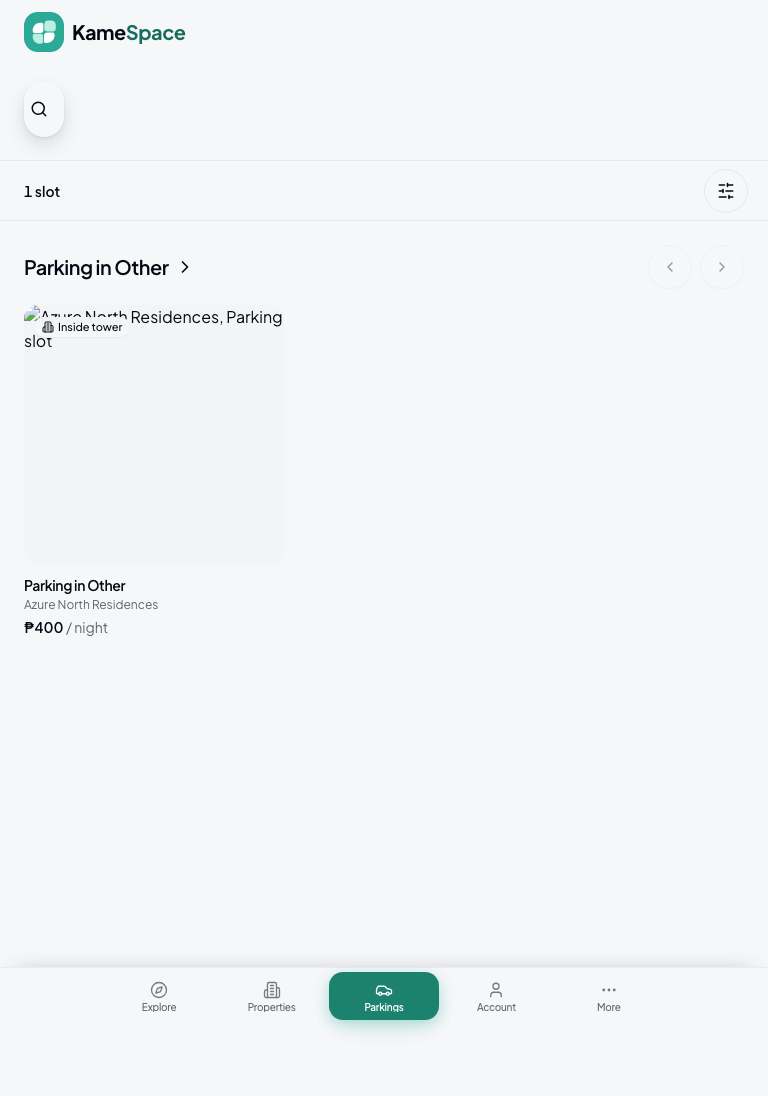 KameSpace
1 slot
Parking in Other
Azure North Residences, Parking
slot
Inside tower
Parking in Other
Azure North Residences
₱400 / night
Explore
Properties
Parkings
Account
More